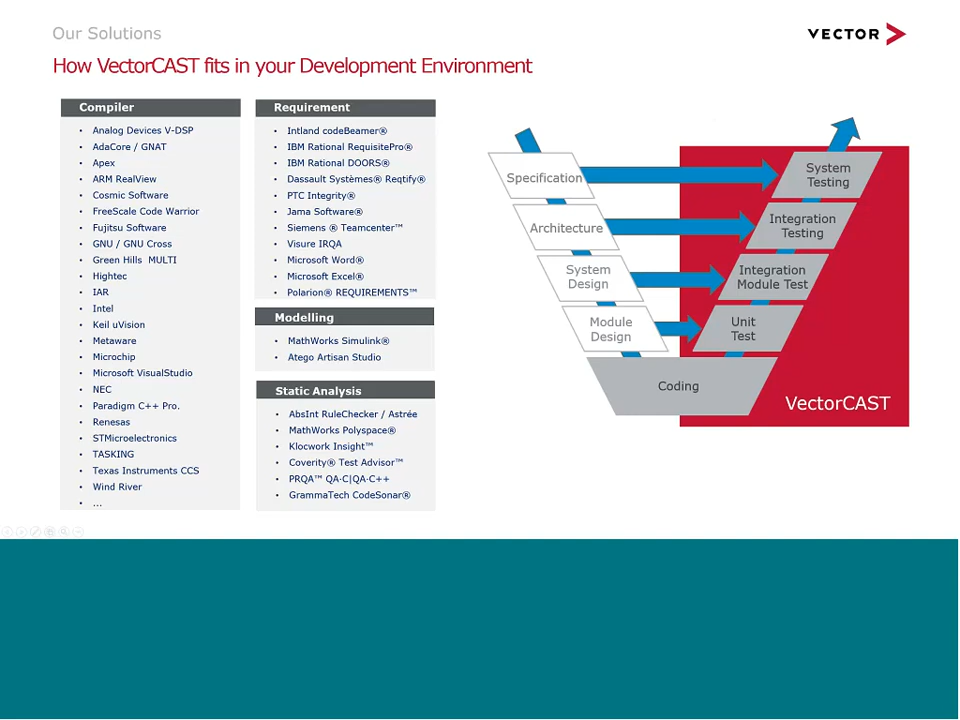 Our Solutions
VECTOR
How VectorCAST fits in your Development Environment
Compiler
• Analog Devices V-DSP
• AdaCore / GNAT
• Apex
• ARM RealView
• Cosmic Software
• FreeScale Code Warrior
• Fujitsu Software
• GNU / GNU Cross
• Green Hills MULTI
• Hightec
• IAR
• Intel
• Keil uVision
• Metaware
• Microchip
• Microsoft VisualStudio
• NEC
• Paradigm C++ Pro.
• Renesas
• STMicroelectronics
• TASKING
• Texas Instruments CCS
• Wind River
• ...
Requirement
• Intland codeBeamer®
• IBM Rational RequisitePro®
• IBM Rational DOORS®
• Dassault Systèmes® Reqtify®
• PTC Integrity®
• Jama Software®
• Siemens ® Teamcenter™
• Visure IRQA
• Microsoft Word®
• Microsoft Excel®
• Polarion® REQUIREMENTS™
Modelling
• MathWorks Simulink®
• Atego Artisan Studio
Static Analysis
• AbsInt RuleChecker / Astrée
• MathWorks Polyspace®
• Klocwork Insight™
• Coverity® Test Advisor™
• PRQA™ QA·C|QA·C++
• GrammaTech CodeSonar®
Specification
Architecture
System
Design
Module
Design
Coding
System
Testing
Integration
Testing
Integration
Module Test
Unit
Test
VectorCAST